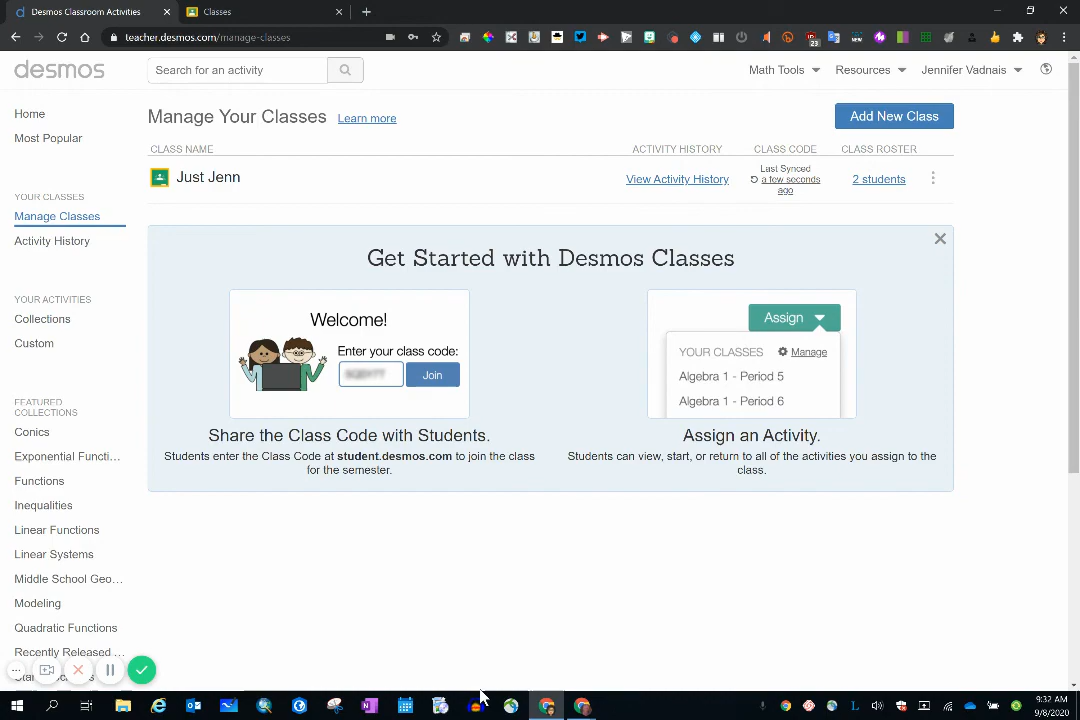 Desmos Classroom Activities
Classes
teacher.desmos.com/manage-classes
23
NEW
desmos
Search for an activity
Math Tools
Resources
Jennifer Vadnais
Home
Most Popular
YOUR CLASSES
Manage Classes
Activity History
YOUR ACTIVITIES
Collections
Custom
FEATURED
COLLECTIONS
Conics
Exponential Functi...
Functions
Inequalities
Linear Functions
Linear Systems
Middle School Geo...
Modeling
Quadratic Functions
Recently Released ...
Manage Your Classes Learn more
Add New Class
CLASS NAME ACTIVITY HISTORY CLASS CODE CLASS ROSTER
Just Jenn View Activity History Last Synced 2 students
a few seconds
ago
Get Started with Desmos Classes
Welcome!
Enter your class code:
Join
Share the Class Code with Students.
Students enter the Class Code at student.desmos.com to join the class
for the semester.
Assign
YOUR CLASSES Manage
Algebra 1 - Period 5
Algebra 1 - Period 6
Assign an Activity.
Students can view, start, or return to all of the activities you assign to the
class.
9:32 AM
9/8/2020